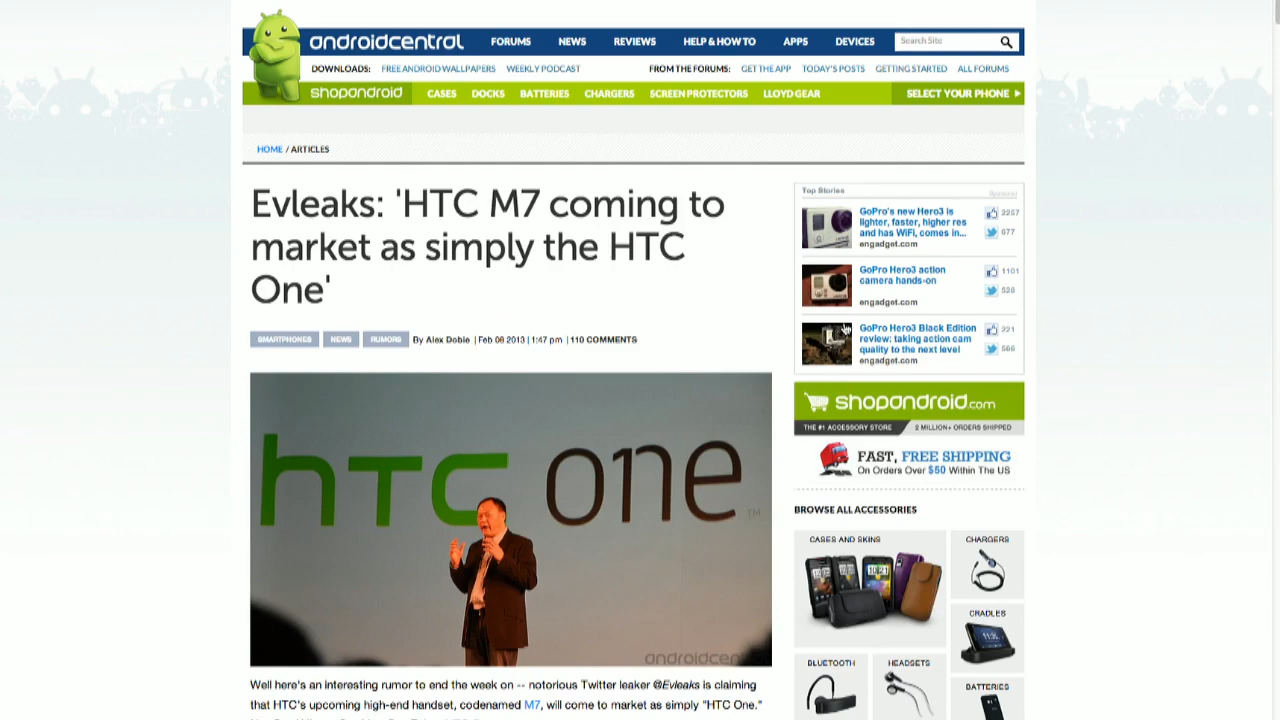 androidcentral
FORUMS NEWS REVIEWS HELP & HOW TO APPS DEVICES
Search Site
DOWNLOADS: FREE ANDROID WALLPAPERS WEEKLY PODCAST
FROM THE FORUMS: GET THE APP TODAY'S POSTS GETTING STARTED ALL FORUMS
shopandroid
CASES DOCKS BATTERIES CHARGERS SCREEN PROTECTORS LLOYD GEAR
SELECT YOUR PHONE
HOME / ARTICLES
Evleaks: 'HTC M7 coming to
market as simply the HTC
One'
SMARTPHONES NEWS RUMORS By Alex Dobie | Feb 08 2013 | 1:47 pm | 110 COMMENTS
htc one™
androidcen
Well here's an interesting rumor to end the week on -- notorious Twitter leaker @Evleaks is claiming
that HTC's upcoming high-end handset, codenamed M7, will come to market as simply "HTC One."
Top Stories
GoPro's new Hero3 is
lighter, faster, higher res
and has WiFi, comes in...
engadget.com
2257
677
GoPro Hero3 action
camera hands-on
engadget.com
1101
528
GoPro Hero3 Black Edition
review: taking action cam
quality to the next level
engadget.com
221
566
shopandroid.com
THE #1 ACCESSORY STORE 2 MILLION+ ORDERS SHIPPED
FAST, FREE SHIPPING
On Orders Over $50 Within The US
BROWSE ALL ACCESSORIES
CASES AND SKINS
CHARGERS
CRADLES
BLUETOOTH
HEADSETS
BATTERIES